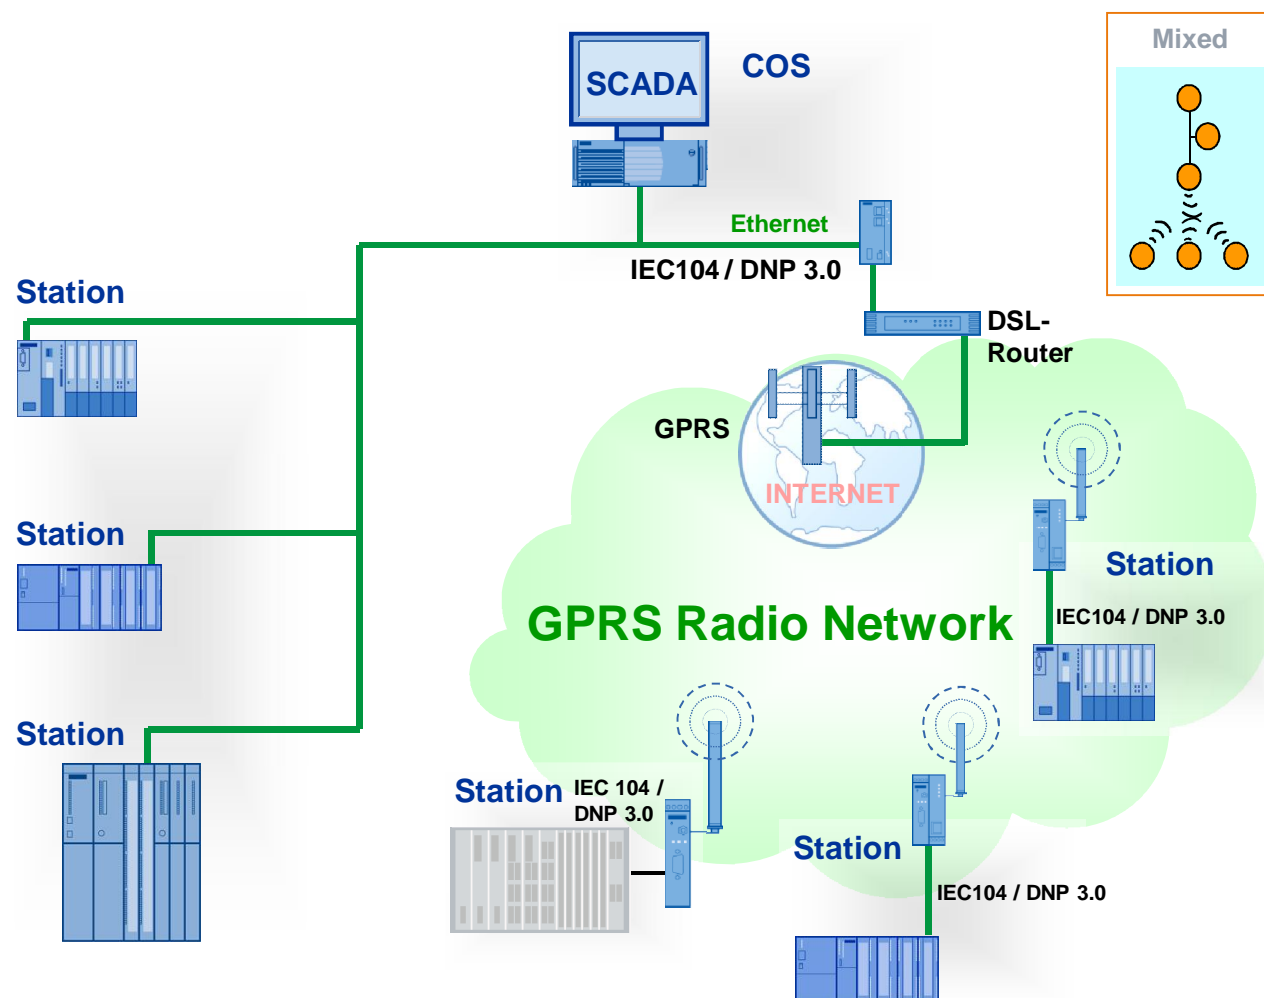 Mixed
SCADA
COS
Ethernet
IEC104 / DNP 3.0
Station
DSL-
Router
GPRS
INTERNET
Station
Station
GPRS Radio Network
IEC104 / DNP 3.0
Station
Station
IEC 104 /
DNP 3.0
Station
IEC104 / DNP 3.0